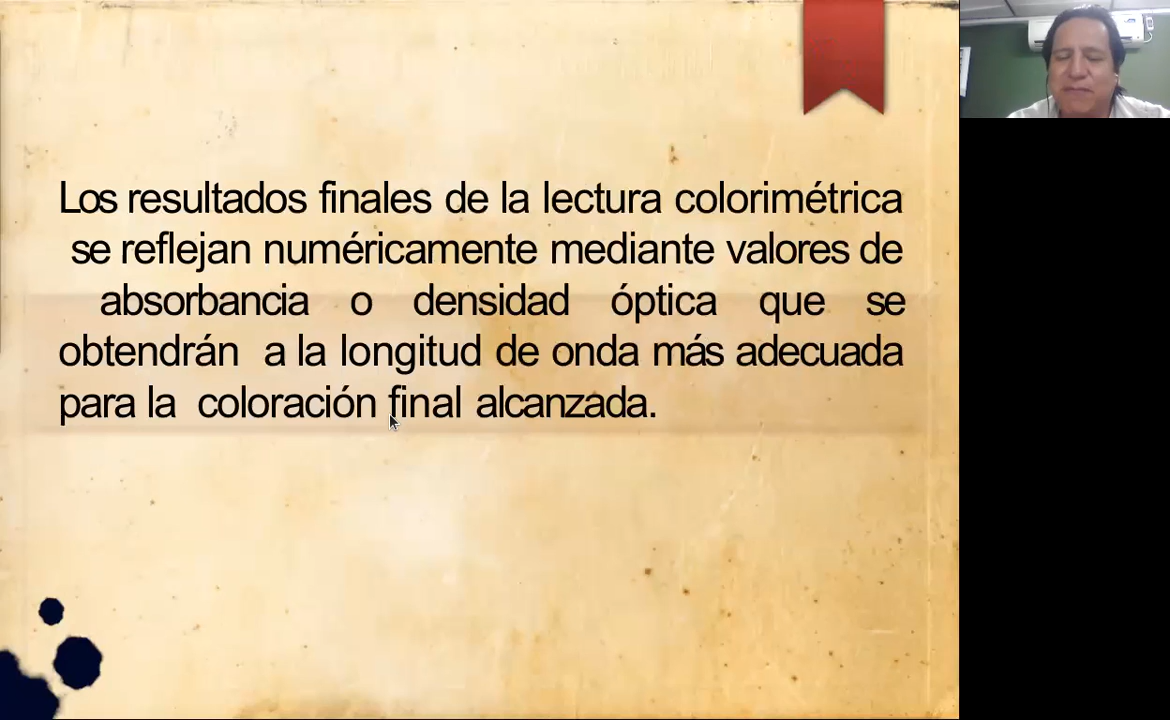 Los resultados finales de la lectura colorimétrica
se reflejan numéricamente mediante valores de
absorbancia o densidad óptica que se
obtendrán a la longitud de onda más adecuada
para la coloración final alcanzada.